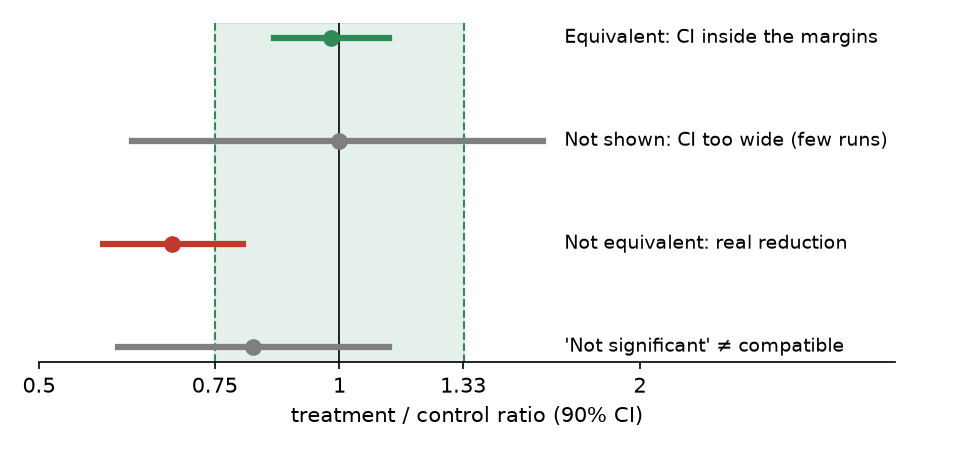 Equivalent: CI inside the margins
Not shown: CI too wide (few runs)
Not equivalent: real reduction
'Not significant' ≠ compatible
0.5 0.75 1 1.33 2
treatment / control ratio (90% CI)